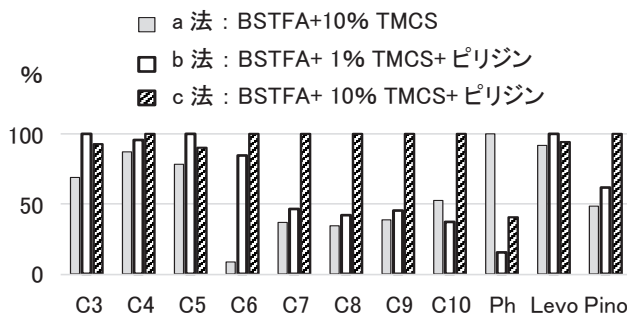 a 法 : BSTFA+10% TMCS
b 法 : BSTFA+ 1% TMCS+ ピリジン
c 法 : BSTFA+ 10% TMCS+ ピリジン
%
100
50
0
C3 C4 C5 C6 C7 C8 C9 C10 Ph Levo Pino